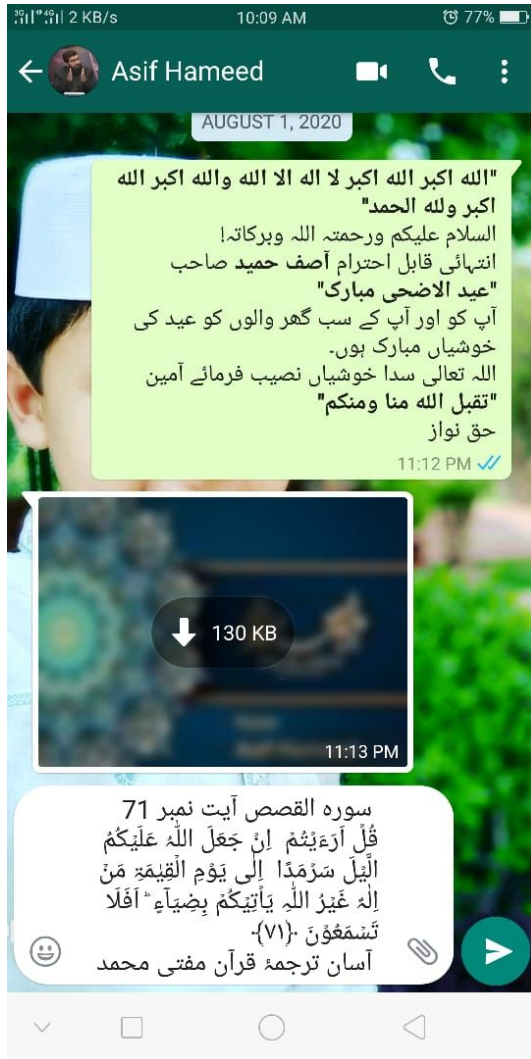 2 KB/s 10:09 AM 77%
Asif Hameed
AUGUST 1, 2020
"الله اکبر الله اکبر لا اله الا الله والله اکبر الله
اکبر ولله الحمد"
السلام علیکم ورحمتہ اللہ وبرکاتہ!
انتہائی قابل احترام آصف حمید صاحب
"عید الاضحی مبارک"
آپ کو اور آپ کے سب گھر والوں کو عید کی
خوشیاں مبارک ہوں۔
اللہ تعالی سدا خوشیاں نصیب فرمائے آمین
"تقبل الله منا ومنکم"
حق نواز
11:12 PM
130 KB
11:13 PM
سورہ القصص آیت نمبر 71
قُلۡ اَرَءَیۡتُمۡ اِنۡ جَعَلَ اللّٰہُ عَلَیۡکُمُ
الَّیۡلَ سَرۡمَدًا اِلٰی یَوۡمِ الۡقِیٰمَۃِ مَنۡ
اِلٰہٌ غَیۡرُ اللّٰہِ یَاۡتِیۡکُمۡ بِضِیَآءٍ ؕ اَفَلَا
تَسۡمَعُوۡنَ ﴿۷۱﴾
آسان ترجمۂ قرآن مفتی محمد